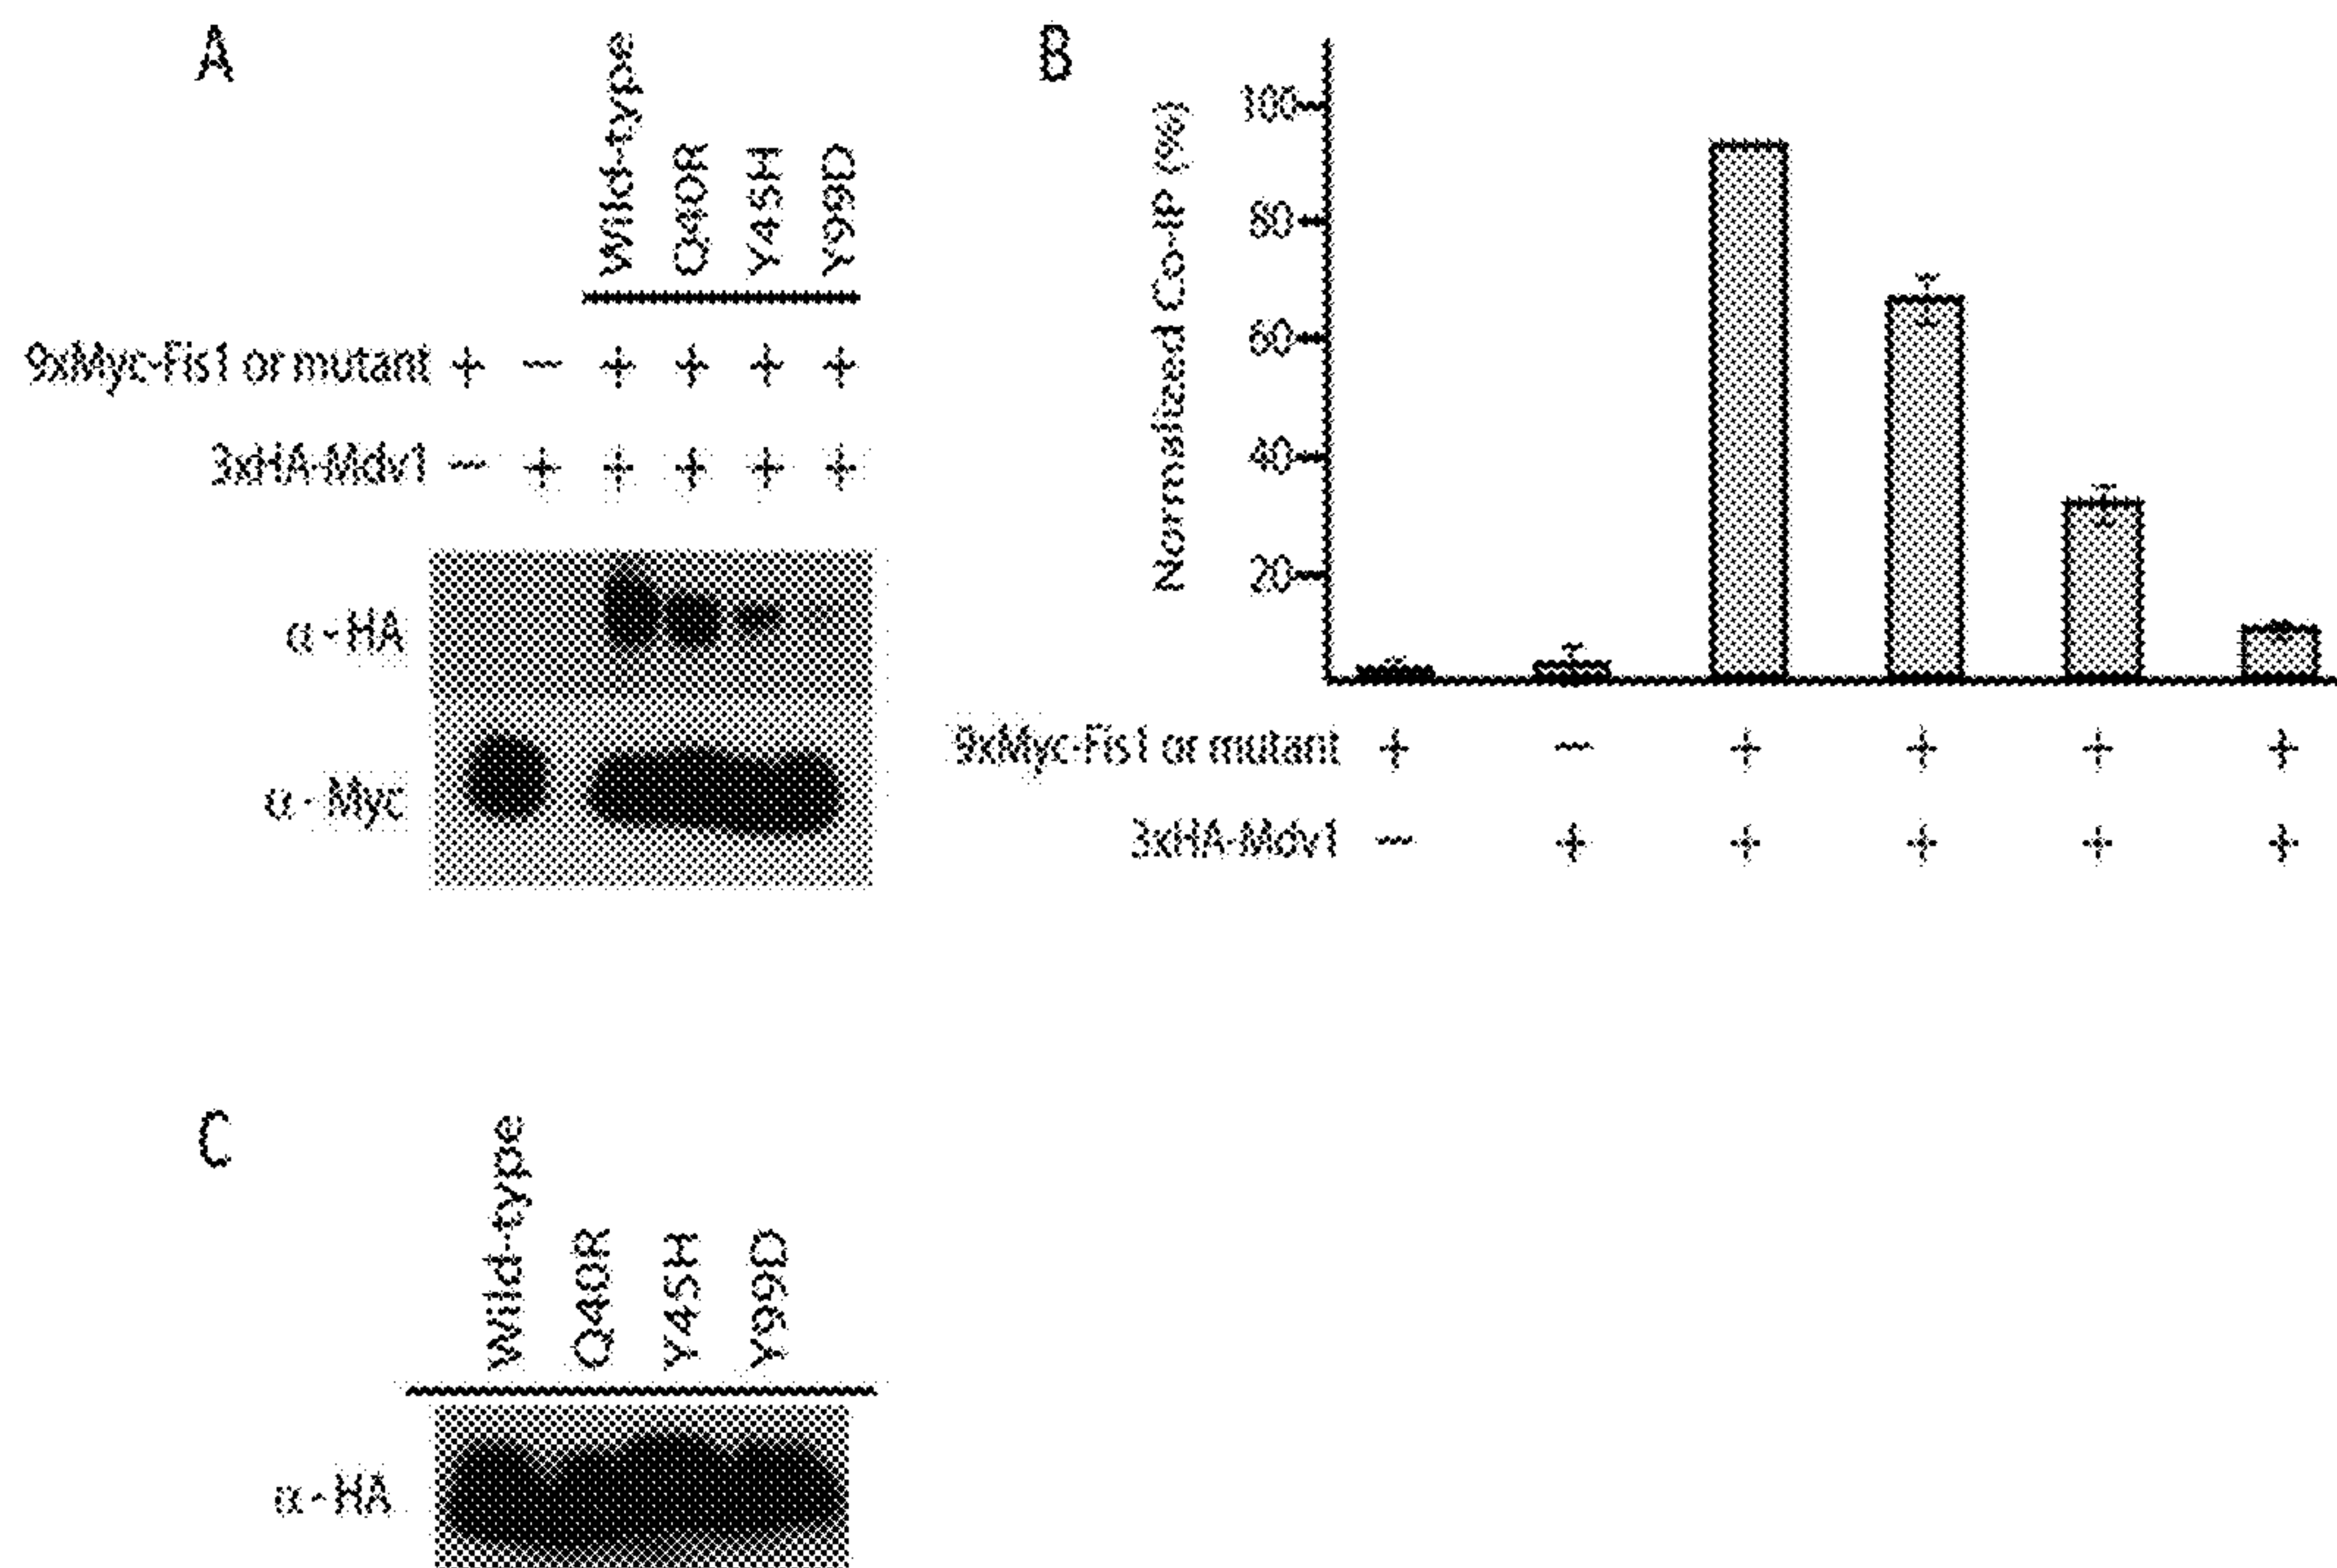 A
Wild-type
Q40R
Y45H
Y99D
9xMyc-Fis1 or mutant + − + + + +
3xHA-Mdv1 − + + + + +
α-HA
α-Myc
B
Normalized Co-IP (%)
100
80
60
40
20
9xMyc-Fis1 or mutant + − + + + +
3xHA-Mdv1 − + + + + +
C
Wild-type
Q40R
Y45H
Y99D
α-HA